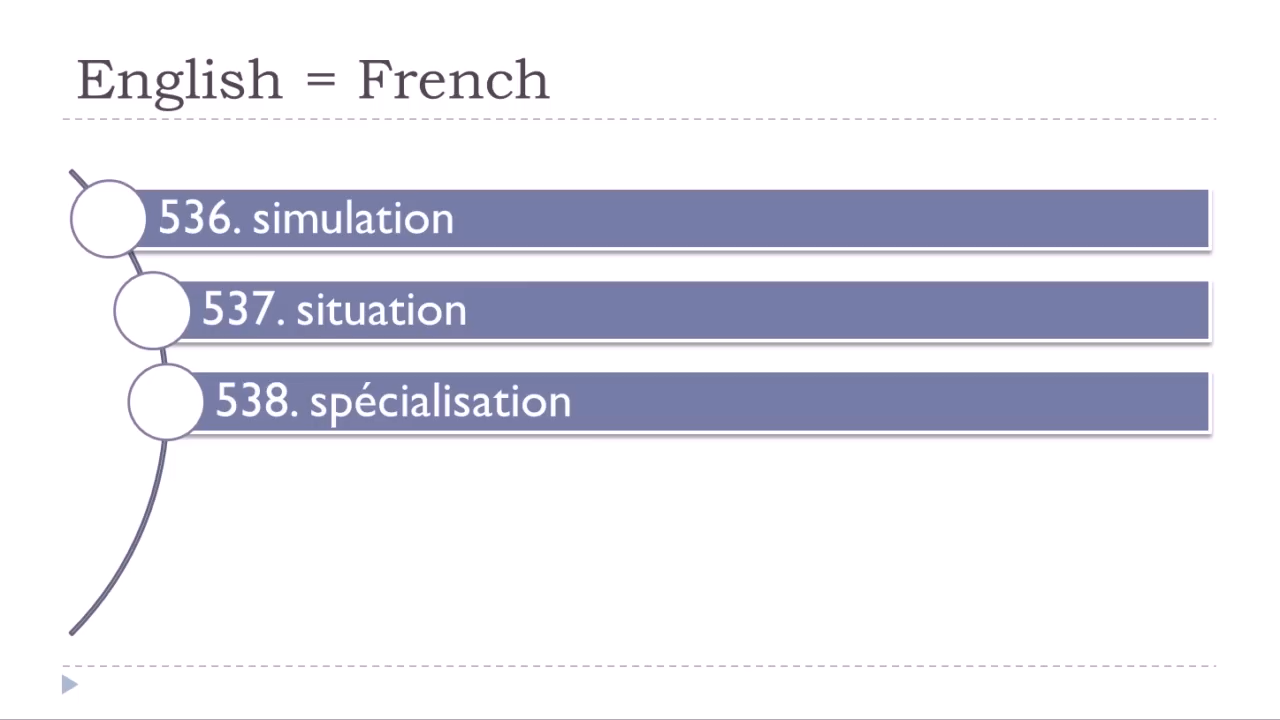 English = French
536. simulation
537. situation
538. spécialisation